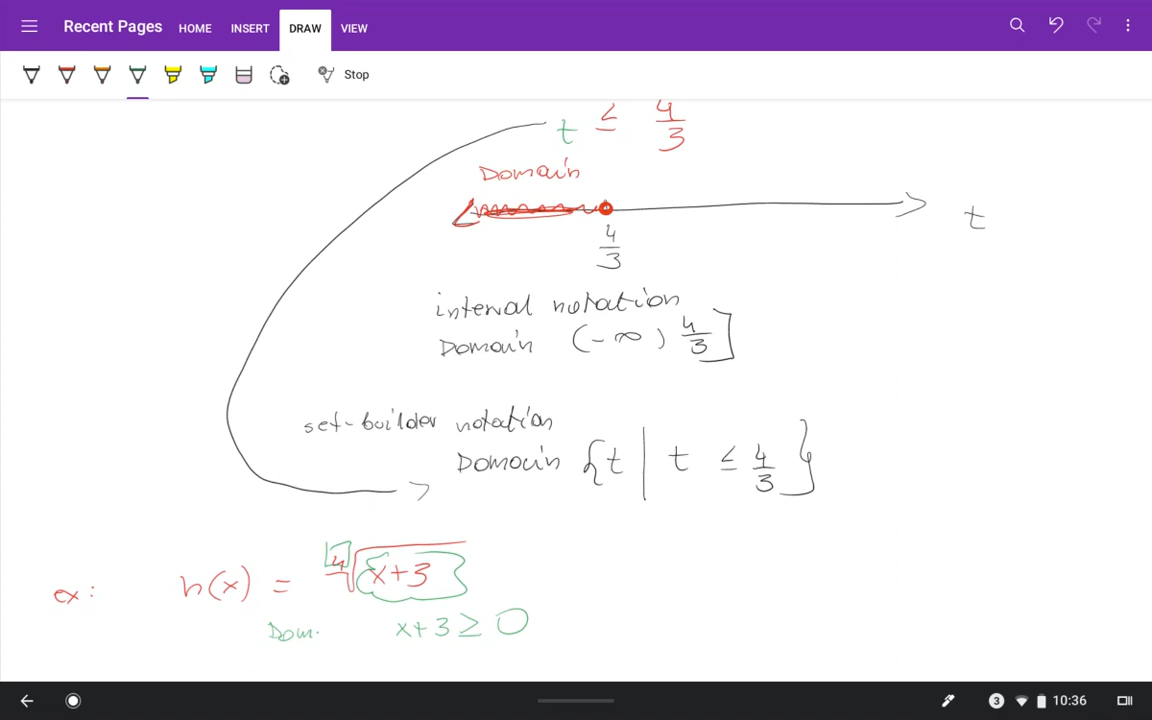 Recent Pages HOME INSERT DRAW VIEW
Stop
t ≤ 4/3
Domain
t
4/3
interval notation
Domain (-∞) 4/3]
set-builder notation
Domain {t | t ≤ 4/3}
ex: h(x) = ∜x+3
Dom. x+3 ≥ 0
3 10:36